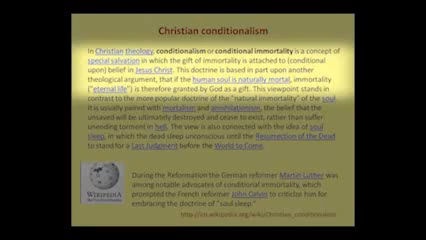 Christian conditionalism
In Christian theology, conditionalism or conditional immortality is a concept of
special salvation in which the gift of immortality is attached to (conditional
upon) belief in Jesus Christ. This doctrine is based in part upon another
theological argument, that if the human soul is naturally mortal, immortality
("eternal life") is therefore granted by God as a gift. This viewpoint stands in
contrast to the more popular doctrine of the "natural immortality" of the soul.
It is usually paired with mortalism and annihilationism, the belief that the
unsaved will be ultimately destroyed and cease to exist, rather than suffer
unending torment in hell. The view is also connected with the idea of soul
sleep, in which the dead sleep unconscious until the Resurrection of the Dead
to stand for a Last Judgment before the World to Come.
WIKIPEDIA
During the Reformation the German reformer Martin Luther was
among notable advocates of conditional immortality, which
prompted the French reformer John Calvin to criticize him for
embracing the doctrine of "soul sleep."
http://en.wikipedia.org/wiki/Christian_conditionalism